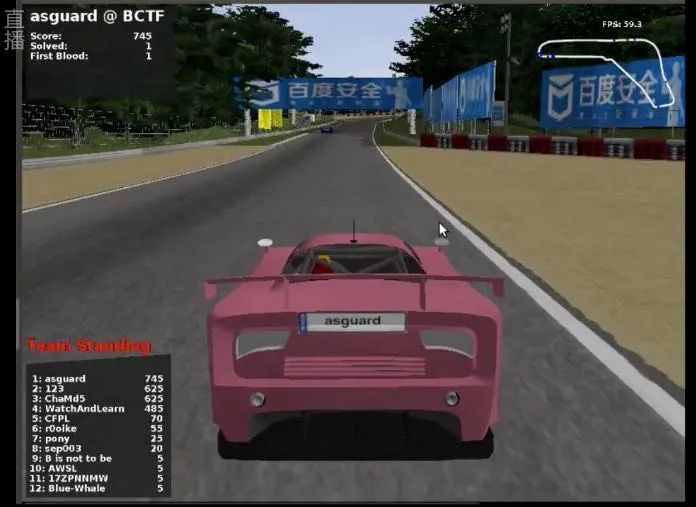 直播
asguard @ BCTF
Score: 745
Solved: 1
First Blood: 1
FPS: 59.3
百度安全
百度安全
asguard
Team Standing
1: asguard 745
2: 123 625
3: ChaMd5 625
4: WatchAndLearn 485
5: CFPL 70
6: r0oike 55
7: pony 25
8: sep003 20
9: B is not to be 5
10: AWSL 5
11: 17ZPNNMW 5
12: Blue-Whale 5